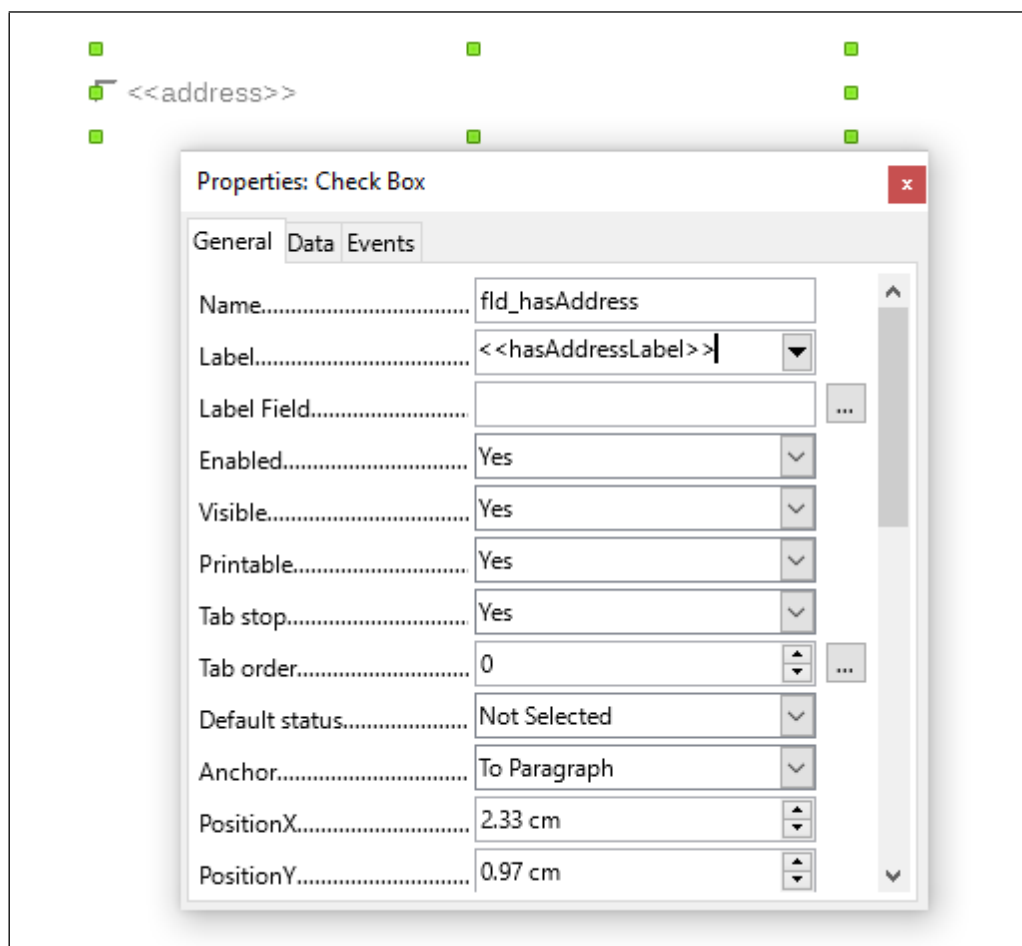 <<address>>
Properties: Check Box
x
General Data Events
Name................................... fld_hasAddress
Label................................... <<hasAddressLabel>>
Label Field............................ ...
Enabled............................... Yes
Visible................................. Yes
Printable............................. Yes
Tab stop.............................. Yes
Tab order............................. 0 ...
Default status...................... Not Selected
Anchor................................ To Paragraph
PositionX............................. 2.33 cm
PositionY............................. 0.97 cm